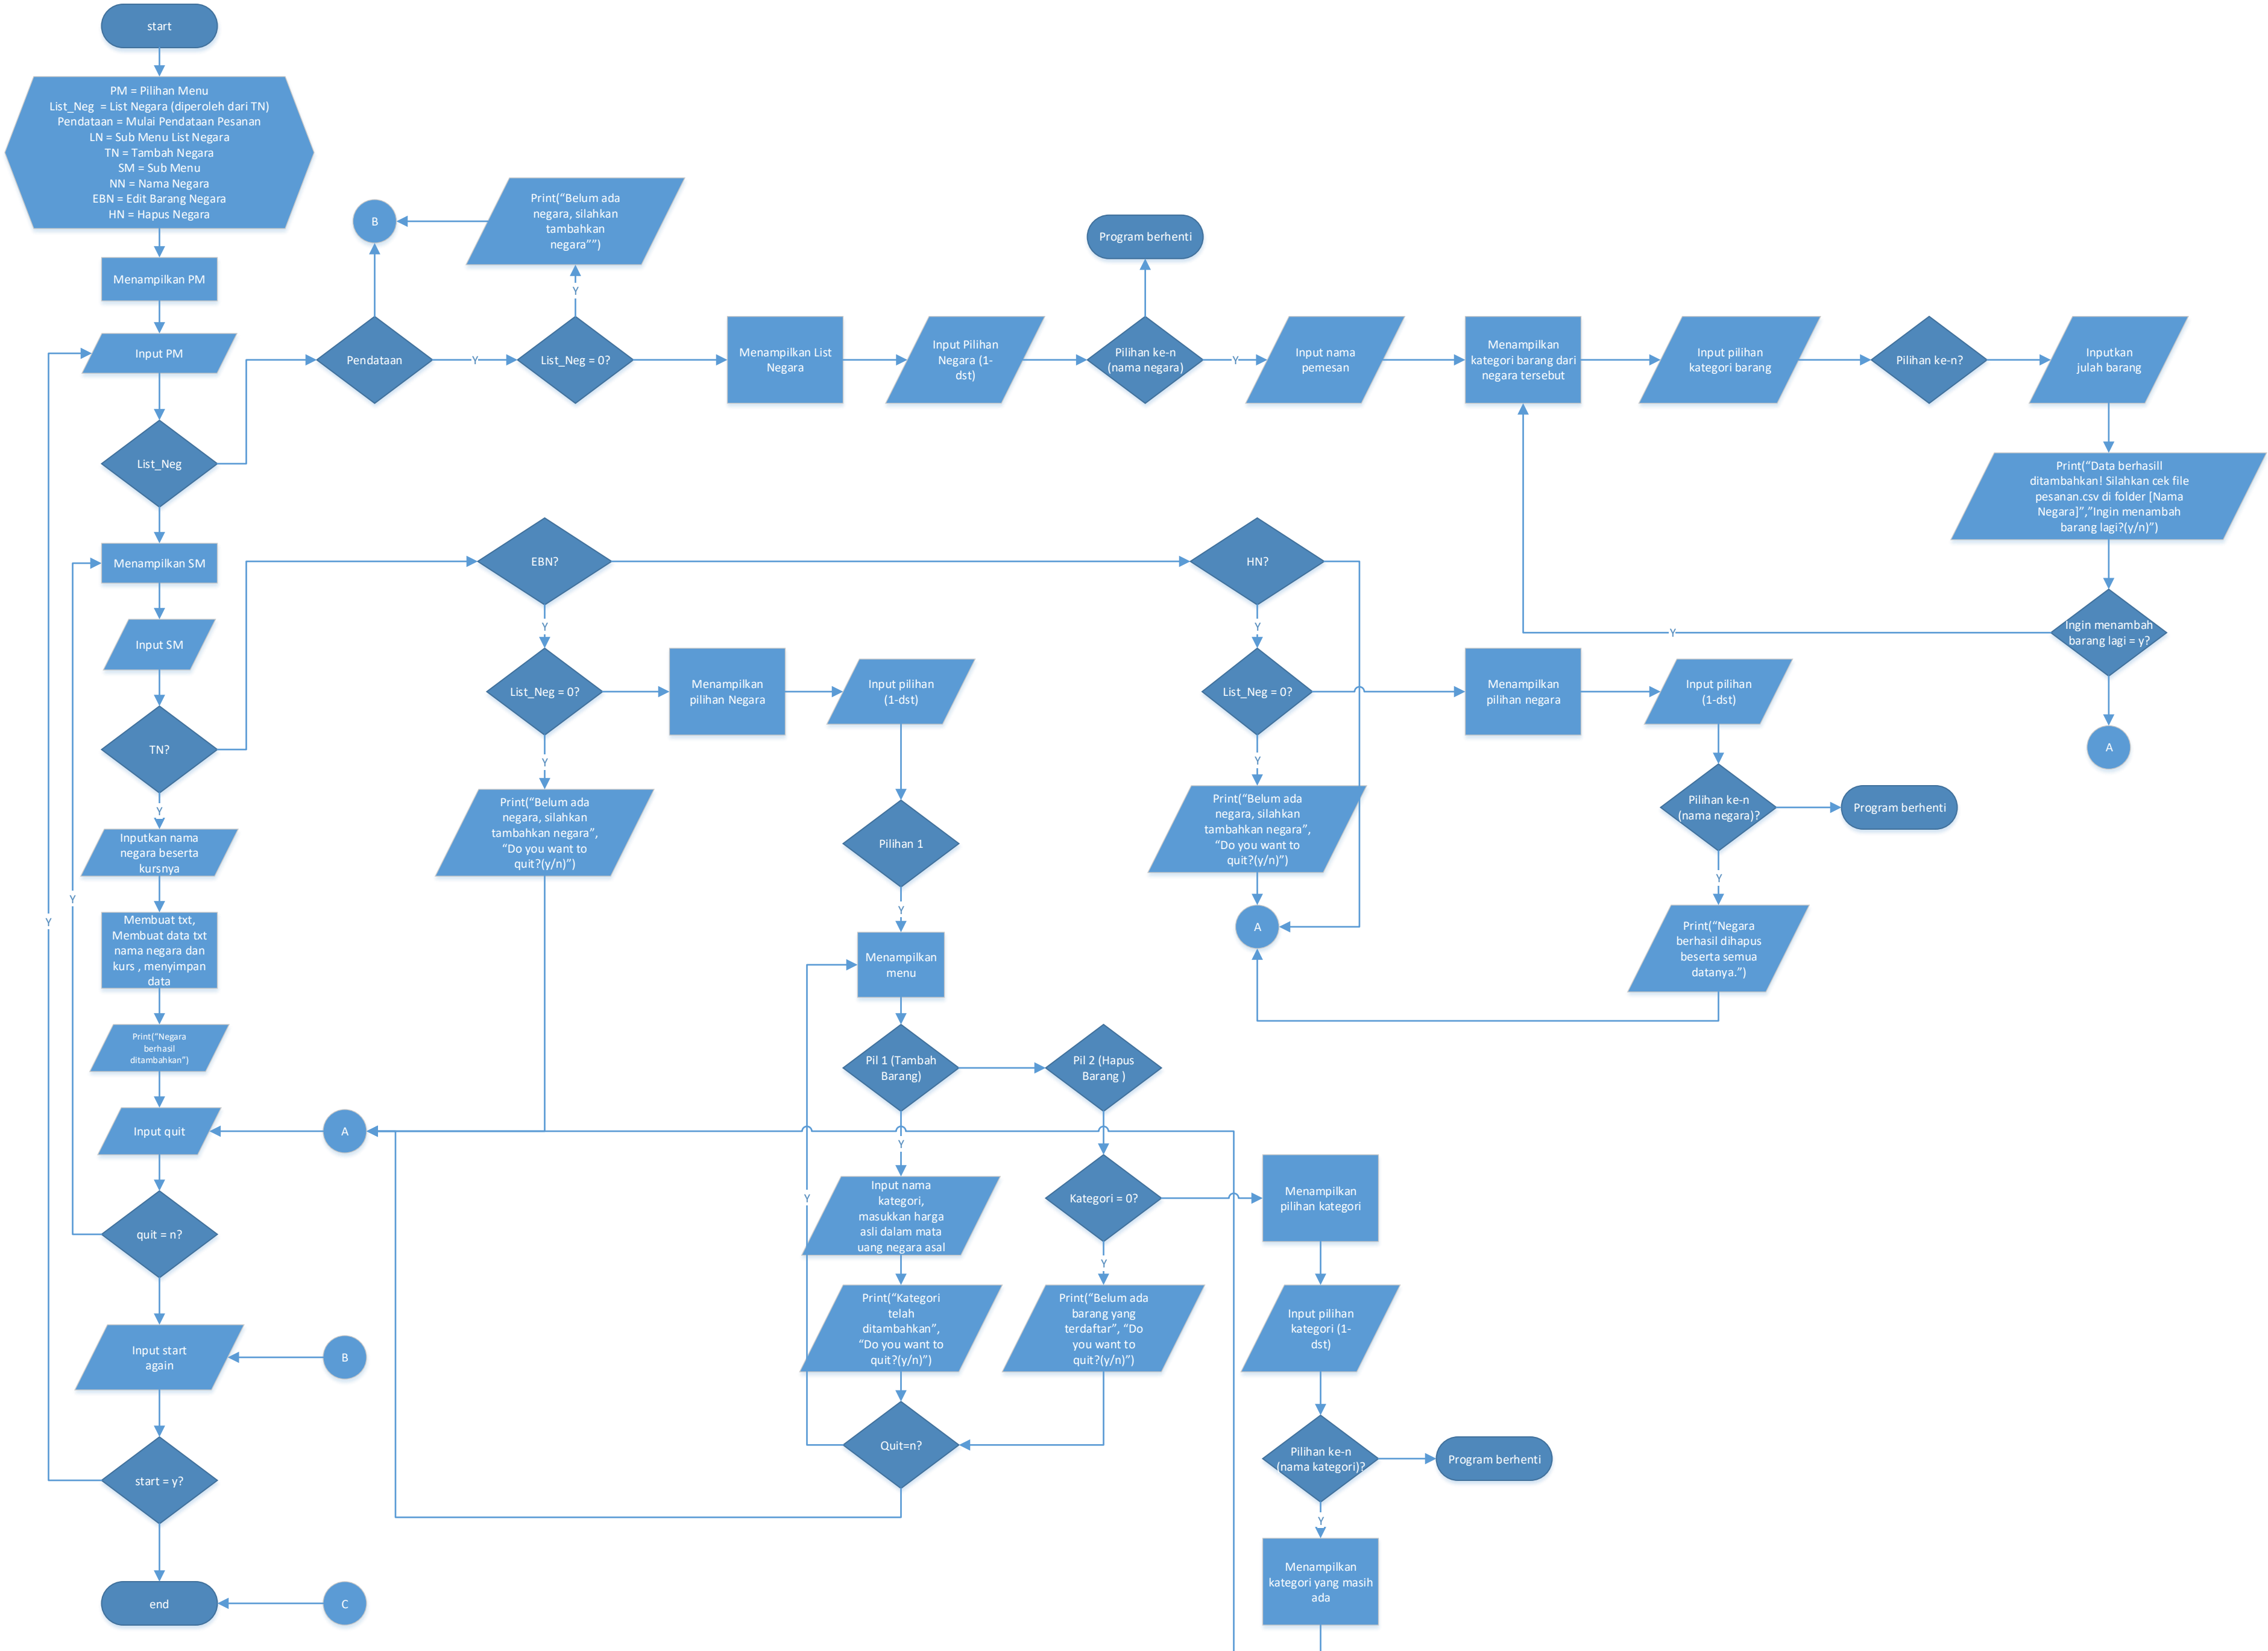 start
PM = Pilihan Menu
List_Neg  = List Negara (diperoleh dari TN)
Pendataan = Mulai Pendataan Pesanan
LN = Sub Menu List Negara
TN = Tambah Negara
SM = Sub Menu
NN = Nama Negara
EBN = Edit Barang Negara
HN = Hapus Negara
Menampilkan PM
Input PM
List_Neg
Menampilkan SM
Input SM
TN?
Y
Inputkan nama
negara beserta
kursnya
Membuat txt,
Membuat data txt
nama negara dan
kurs , menyimpan
data
Print(“Negara
berhasil
ditambahkan”)
Input quit
A
quit = n?
Y
Input start
again
B
start = y?
Y
end
C
B
Print(“Belum ada
negara, silahkan
tambahkan
negara””)
Y
Pendataan
Y
List_Neg = 0?
Menampilkan List
Negara
Input Pilihan
Negara (1-
dst)
Program berhenti
Pilihan ke-n
(nama negara)
Y
Input nama
pemesan
Menampilkan
kategori barang dari
negara tersebut
Input pilihan
kategori barang
Pilihan ke-n?
Inputkan
julah barang
Print(“Data berhasill
ditambahkan! Silahkan cek file
pesanan.csv di folder [Nama
Negara]”,”Ingin menambah
barang lagi?(y/n)”)
Ingin menambah
barang lagi = y?
Y
A
EBN?
Y
List_Neg = 0?
Y
Print(“Belum ada
negara, silahkan
tambahkan negara”,
“Do you want to
quit?(y/n)”)
Menampilkan
pilihan Negara
Input pilihan
(1-dst)
Pilihan 1
Y
Menampilkan
menu
Pil 1 (Tambah
Barang)
Y
Input nama
kategori,
masukkan harga
asli dalam mata
uang negara asal
Print(“Kategori
telah
ditambahkan”,
“Do you want to
quit?(y/n)”)
Quit=n?
Y
Pil 2 (Hapus
Barang )
Kategori = 0?
Y
Print(“Belum ada
barang yang
terdaftar”, “Do
you want to
quit?(y/n)”)
Menampilkan
pilihan kategori
Input pilihan
kategori (1-
dst)
Pilihan ke-n
(nama kategori)?
Program berhenti
Y
Menampilkan
kategori yang masih
ada
HN?
Y
List_Neg = 0?
Y
Print(“Belum ada
negara, silahkan
tambahkan negara”,
“Do you want to
quit?(y/n)”)
A
Menampilkan
pilihan negara
Input pilihan
(1-dst)
Pilihan ke-n
(nama negara)?
Program berhenti
Y
Print(“Negara
berhasil dihapus
beserta semua
datanya.”)